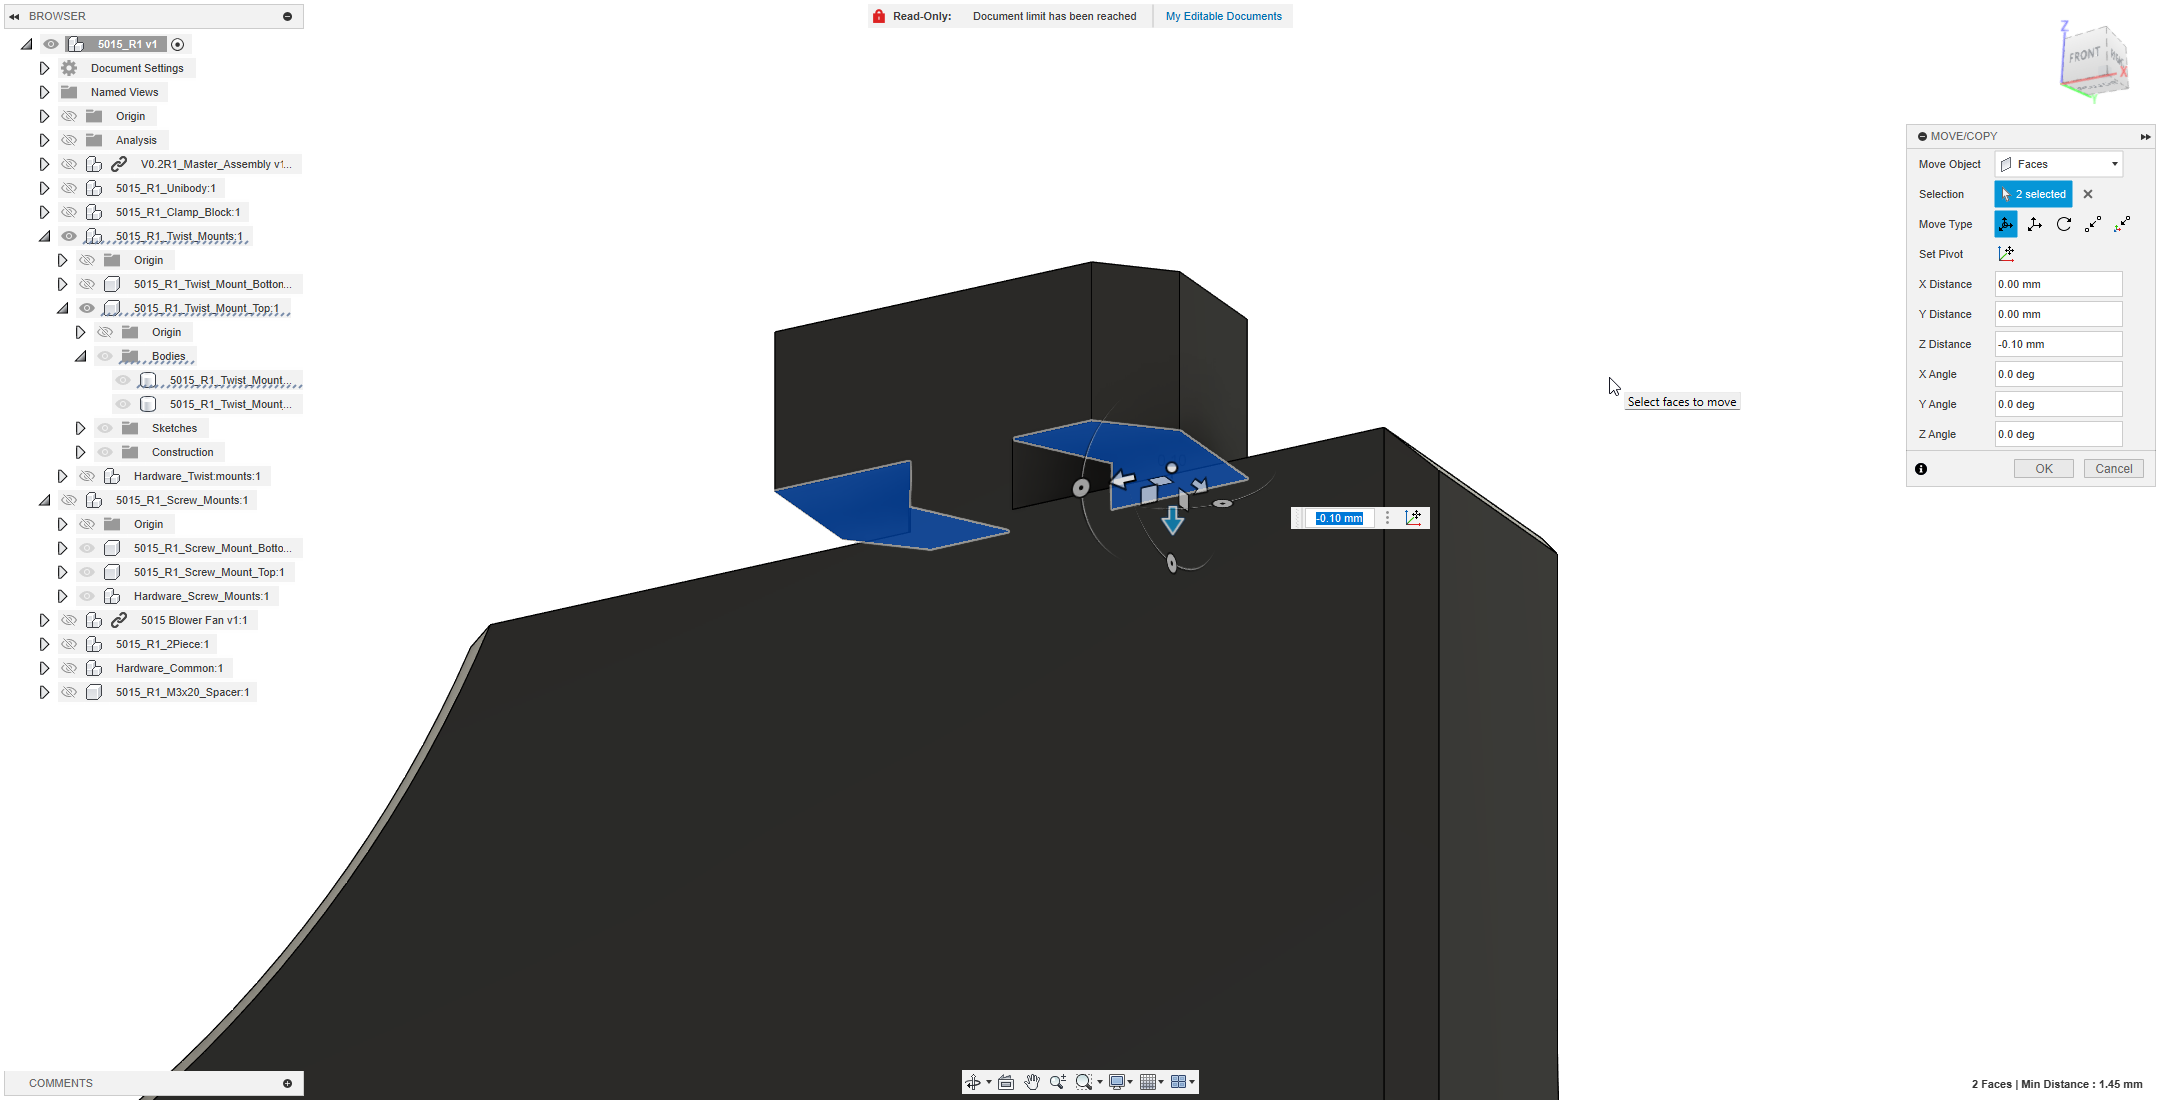 BROWSER
Read-Only: Document limit has been reached My Editable Documents
5015_R1 v1
Document Settings
Named Views
Origin
Analysis
V0.2R1_Master_Assembly v1...
5015_R1_Unibody:1
5015_R1_Clamp_Block:1
5015_R1_Twist_Mounts:1
Origin
5015_R1_Twist_Mount_Botton...
5015_R1_Twist_Mount_Top:1
Origin
Bodies
5015_R1_Twist_Mount...
5015_R1_Twist_Mount...
Sketches
Construction
Hardware_Twist:mounts:1
5015_R1_Screw_Mounts:1
Origin
5015_R1_Screw_Mount_Botto...
5015_R1_Screw_Mount_Top:1
Hardware_Screw_Mounts:1
5015 Blower Fan v1:1
5015_R1_2Piece:1
Hardware_Common:1
5015_R1_M3x20_Spacer:1
COMMENTS
Z
FRONT
X
Y
MOVE/COPY
Move Object Faces
Selection 2 selected
Move Type
Set Pivot
X Distance 0.00 mm
Y Distance 0.00 mm
Z Distance -0.10 mm
X Angle 0.0 deg
Y Angle 0.0 deg
Z Angle 0.0 deg
OK Cancel
Select faces to move
-0.10 mm
2 Faces | Min Distance : 1.45 mm